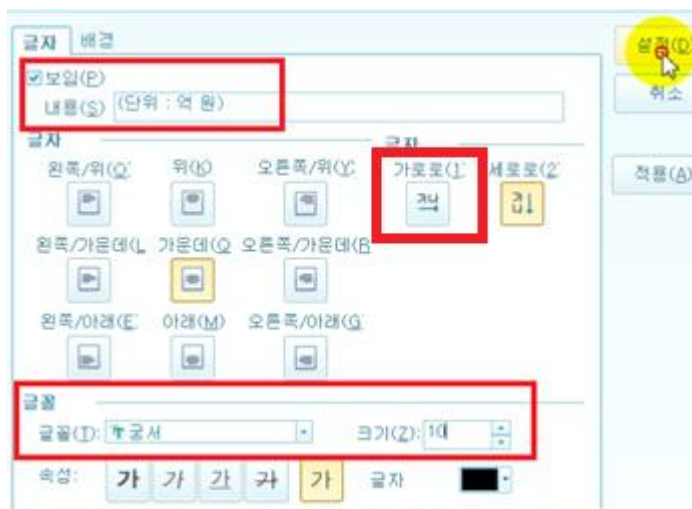 글자 배경
설정(D)
보임(P)
내용(S) (단위 : 억 원)
취소
글자 글자
왼쪽/위(Q) 위(K) 오른쪽/위(Y) 가로로(1) 세로로(2)
적용(A)
왼쪽/가운데(L 가운데(O 오른쪽/가운데(R
왼쪽/아래(E 아래(M) 오른쪽/아래(G
글꼴
글꼴(T): 궁서 크기(Z): 10
속성: 가 가 가 가 가 글자